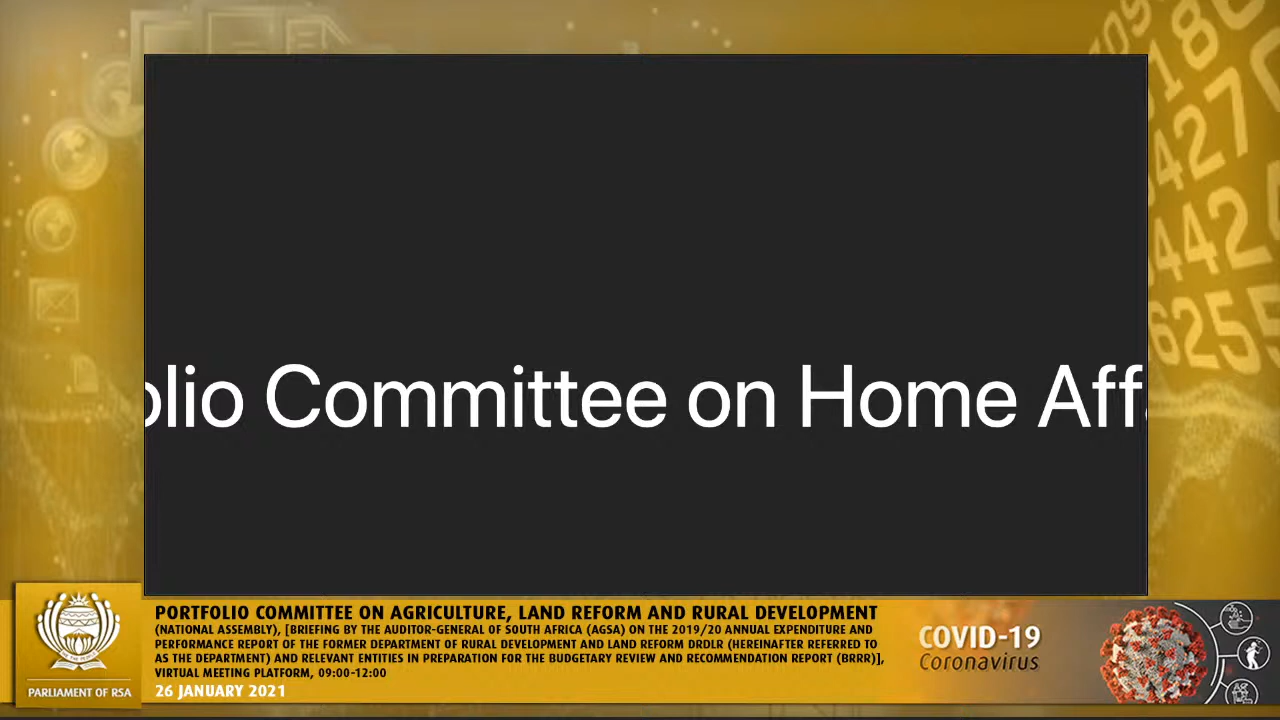 olio Committee on Home Aff
PORTFOLIO COMMITTEE ON AGRICULTURE, LAND REFORM AND RURAL DEVELOPMENT
(NATIONAL ASSEMBLY), [BRIEFING BY THE AUDITOR-GENERAL OF SOUTH AFRICA (AGSA) ON THE 2019/20 ANNUAL EXPENDITURE AND
PERFORMANCE REPORT OF THE FORMER DEPARTMENT OF RURAL DEVELOPMENT AND LAND REFORM DRDLR (HEREINAFTER REFERRED TO
AS THE DEPARTMENT) AND RELEVANT ENTITIES IN PREPARATION FOR THE BUDGETARY REVIEW AND RECOMMENDATION REPORT (BRRR)],
VIRTUAL MEETING PLATFORM, 09:00-12:00
26 JANUARY 2021
PARLIAMENT OF RSA
COVID-19
Coronavirus